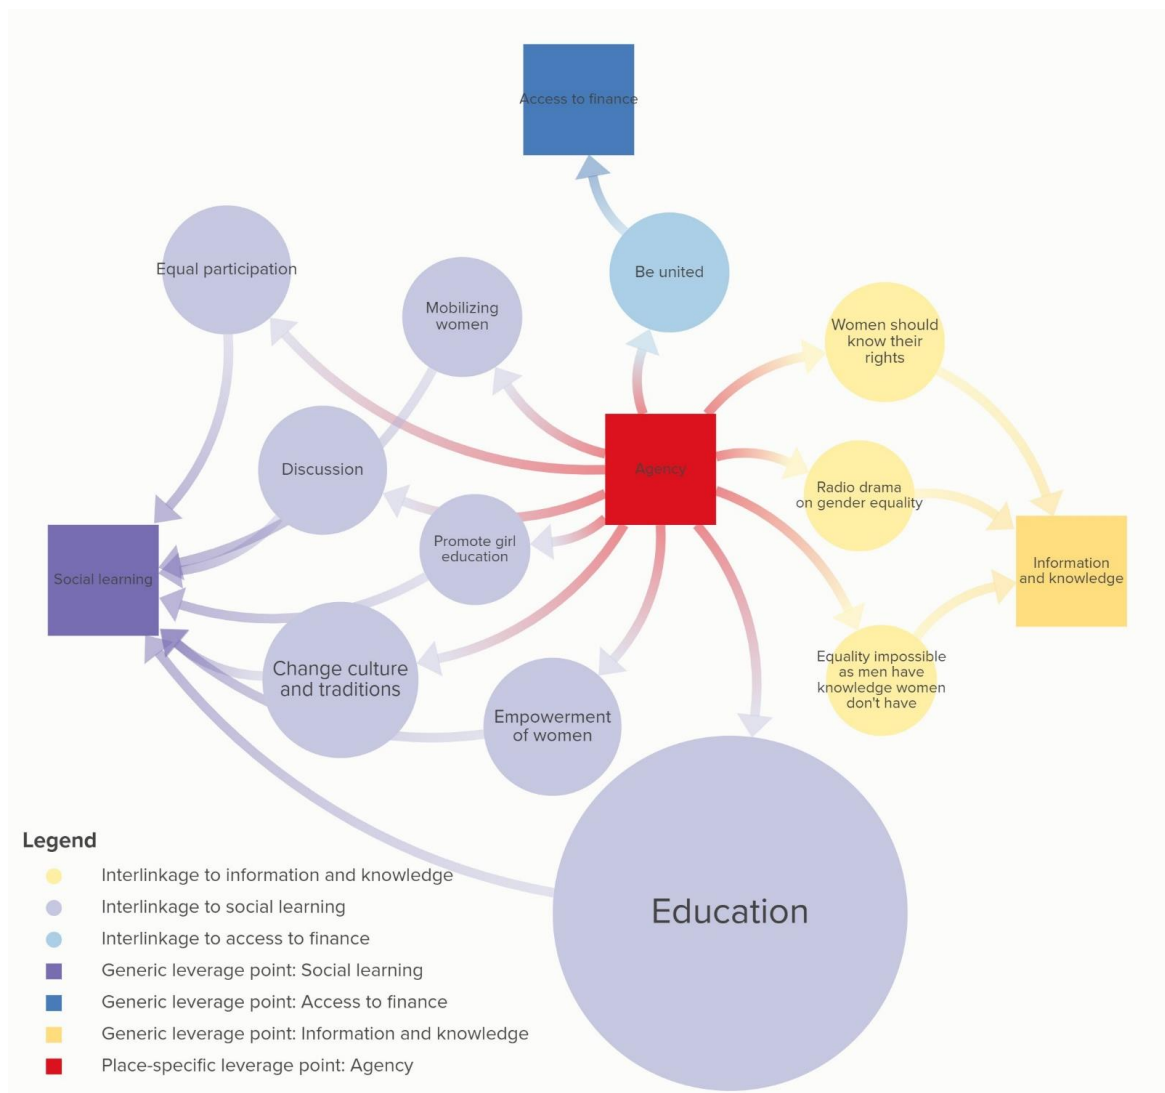 Access to finance
Equal participation
Be united
Mobilizing
women
Women should
know their
rights
Discussion
Agency
Radio drama
on gender equality
Promote girl
education
Social learning
Information
and knowledge
Change culture
and traditions
Equality impossible
as men have
knowledge women
don't have
Empowerment
of women
Education
Legend
Interlinkage to information and knowledge
Interlinkage to social learning
Interlinkage to access to finance
Generic leverage point: Social learning
Generic leverage point: Access to finance
Generic leverage point: Information and knowledge
Place-specific leverage point: Agency